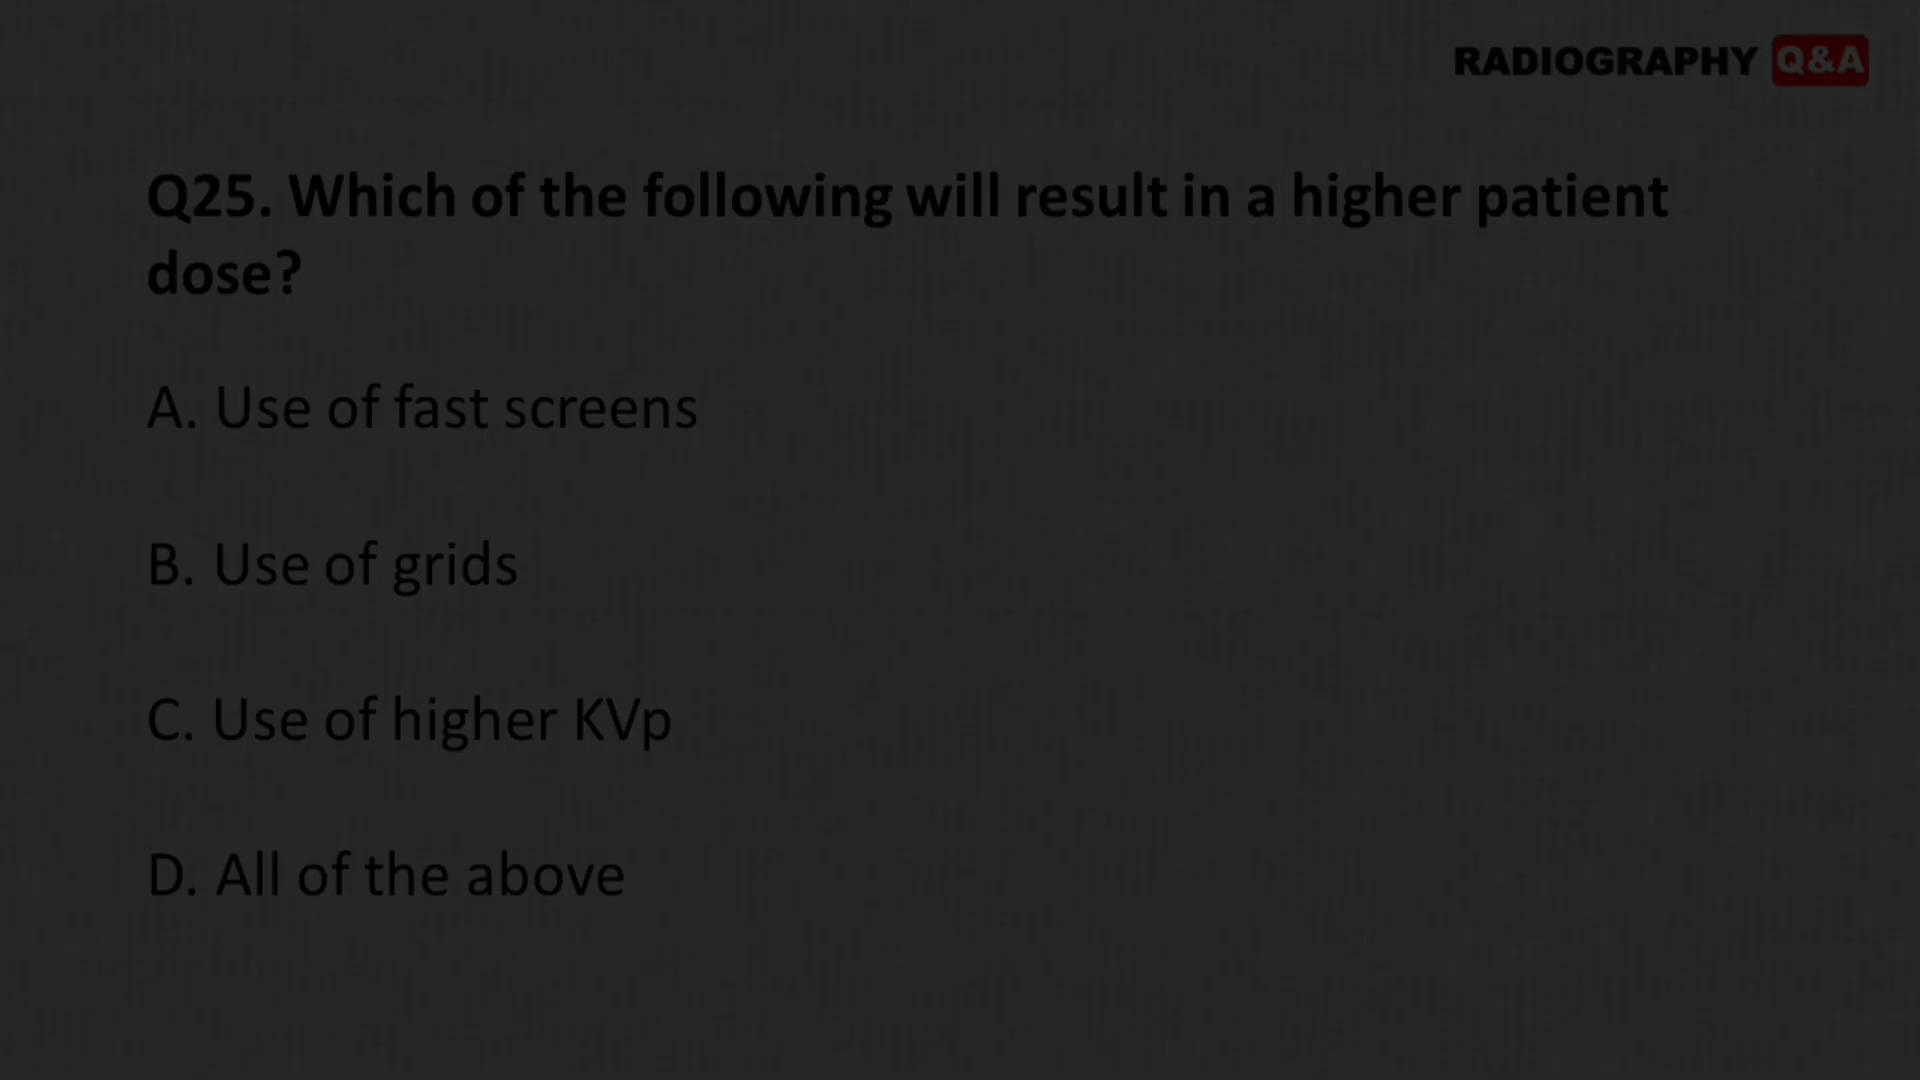 RADIOGRAPHY Q&A
Q25. Which of the following will result in a higher patient
dose?
A. Use of fast screens
B. Use of grids
C. Use of higher KVp
D. All of the above